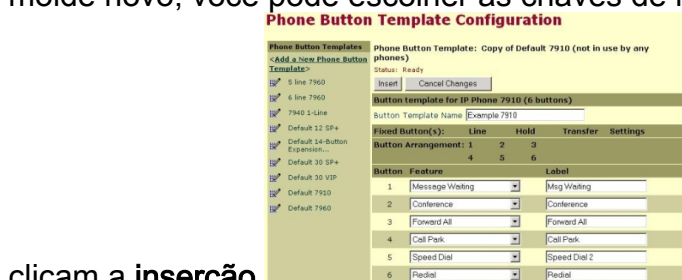 molde novo, você pode escolher as chaves de
Phone Button Template Configuration
Phone Button Templates
<Add a New Phone Button
Template>
5 line 7960
6 line 7960
7940 1-Line
Default 12 SP+
Default 14-Button
Expansion...
Default 30 SP+
Default 30 VIP
Default 7910
Default 7960
Phone Button Template: Copy of Default 7910 (not in use by any
phones)
Status: Ready
Insert Cancel Changes
Button template for IP Phone 7910 (6 buttons)
Button Template Name Example 7910
Fixed Button(s): Line Hold Transfer Settings
Button Arrangement: 1 2 3
4 5 6
Button Feature Label
1 Message Waiting Msg Waiting
2 Conference Conference
3 Forward All Forward All
4 Call Park Call Park
5 Speed Dial Speed Dial 2
6 Redial Redial
clicam a inserção